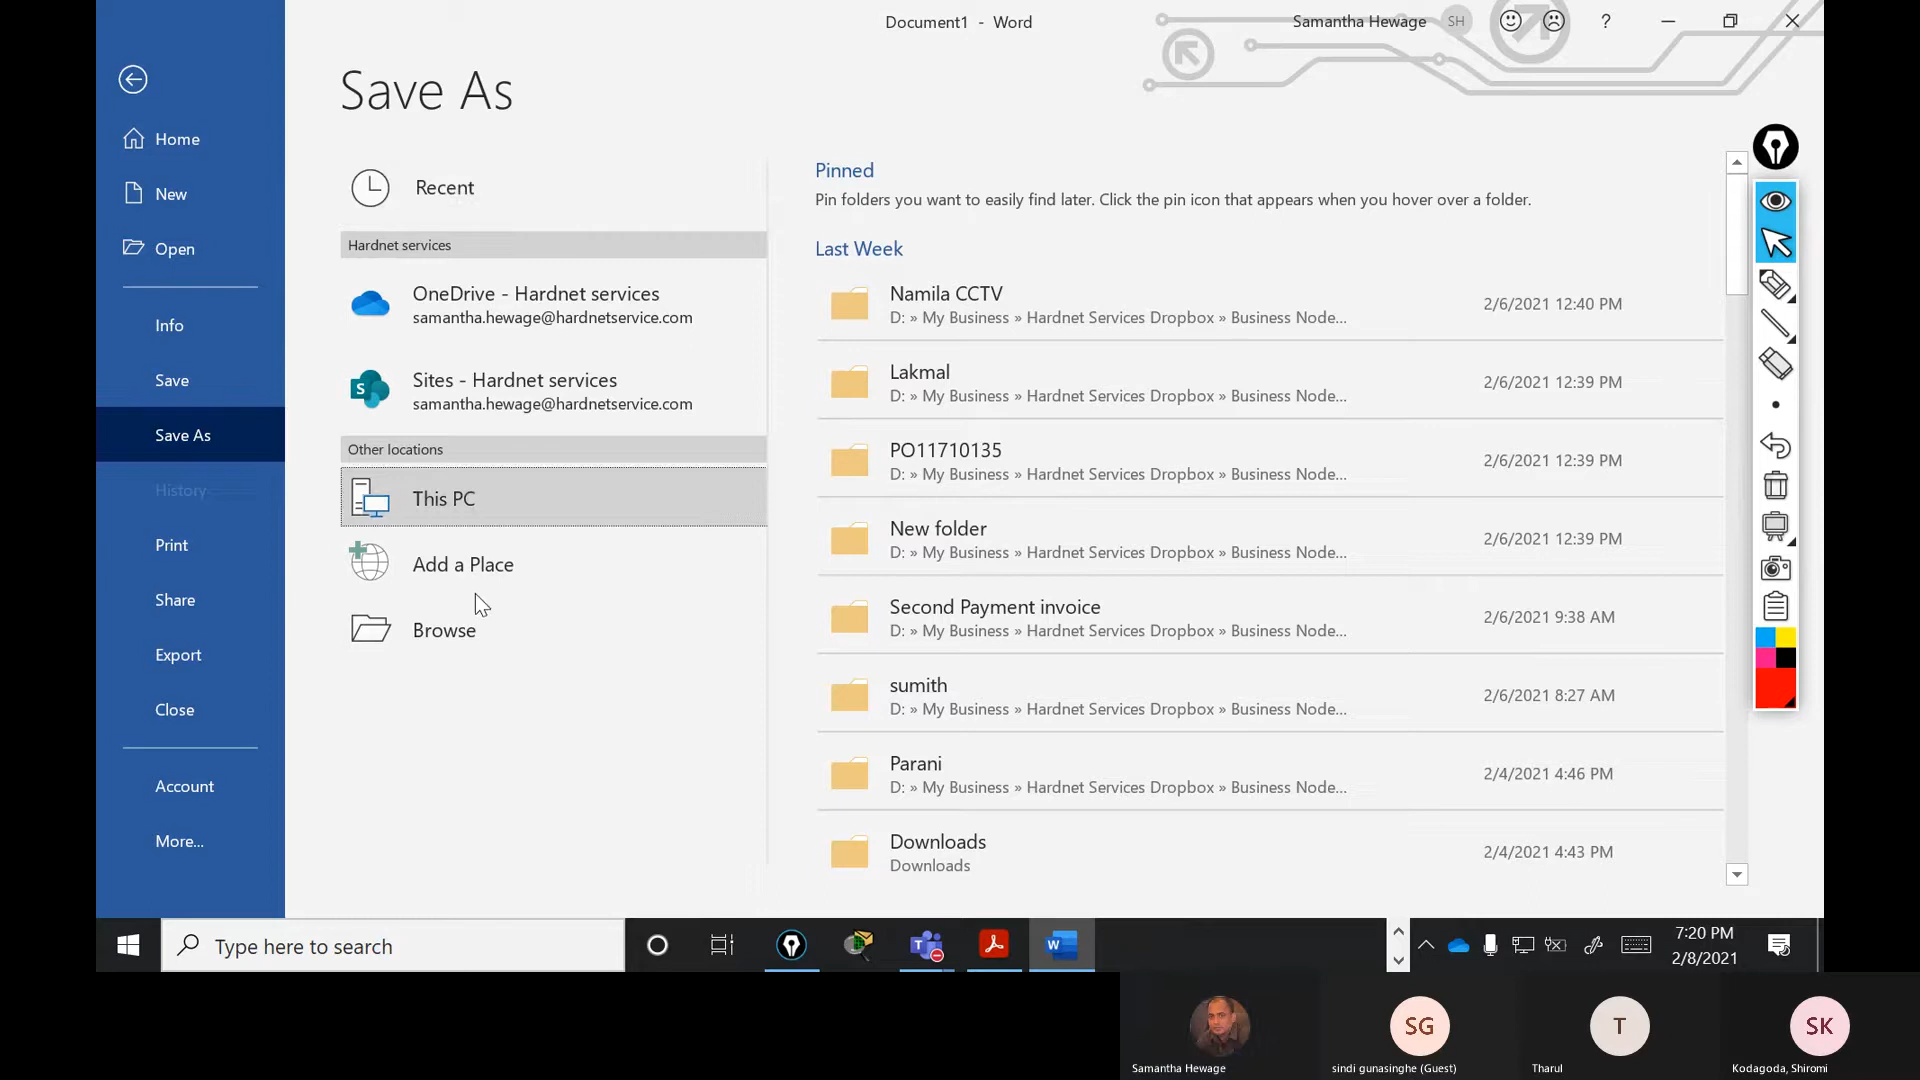 Document1 - Word
Samantha Hewage
SH
?
Save As
Home
New
Open
Info
Save
Save As
History
Print
Share
Export
Close
Account
More...
Recent
Hardnet services
OneDrive - Hardnet services
samantha.hewage@hardnetservice.com
Sites - Hardnet services
samantha.hewage@hardnetservice.com
Other locations
This PC
Add a Place
Browse
Pinned
Pin folders you want to easily find later. Click the pin icon that appears when you hover over a folder.
Last Week
Namila CCTV
D: » My Business » Hardnet Services Dropbox » Business Node...
2/6/2021 12:40 PM
Lakmal
D: » My Business » Hardnet Services Dropbox » Business Node...
2/6/2021 12:39 PM
PO11710135
D: » My Business » Hardnet Services Dropbox » Business Node...
2/6/2021 12:39 PM
New folder
D: » My Business » Hardnet Services Dropbox » Business Node...
2/6/2021 12:39 PM
Second Payment invoice
D: » My Business » Hardnet Services Dropbox » Business Node...
2/6/2021 9:38 AM
sumith
D: » My Business » Hardnet Services Dropbox » Business Node...
2/6/2021 8:27 AM
Parani
D: » My Business » Hardnet Services Dropbox » Business Node...
2/4/2021 4:46 PM
Downloads
Downloads
2/4/2021 4:43 PM
Type here to search
7:20 PM
2/8/2021
SG
T
SK
Samantha Hewage
sindi gunasinghe (Guest)
Tharul
Kodagoda, Shiromi